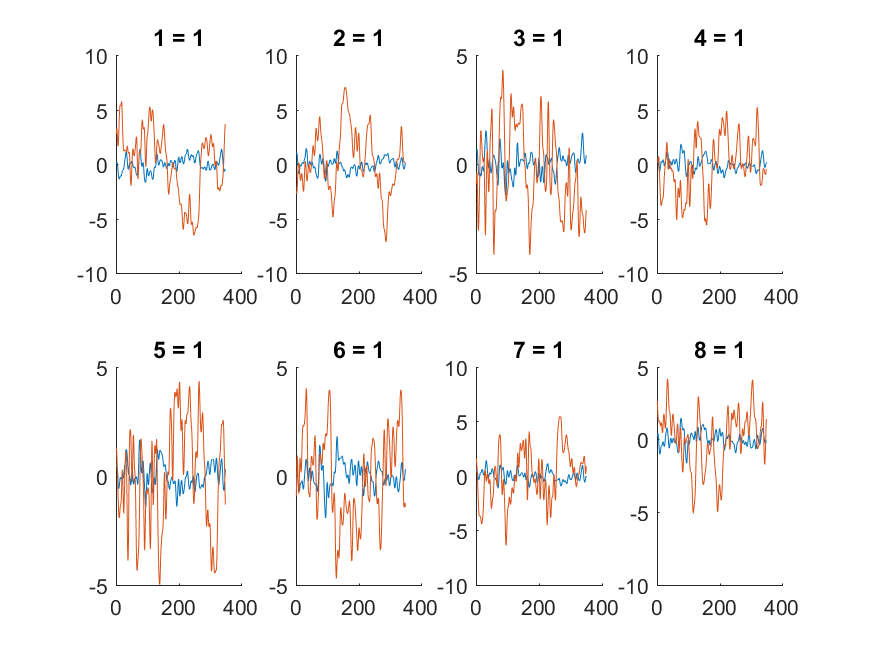 1 = 1 2 = 1 3 = 1 4 = 1
10 10 5 10
5 5 5
0 0 0 0
-5 -5 -5
-10 -10 -5 -10
0 200 400 0 200 400 0 200 400 0 200 400
5 = 1 6 = 1 7 = 1 8 = 1
5 5 10 5
5
0 0 0 0
-5 -5
-5 -5 -10 -10
0 200 400 0 200 400 0 200 400 0 200 400